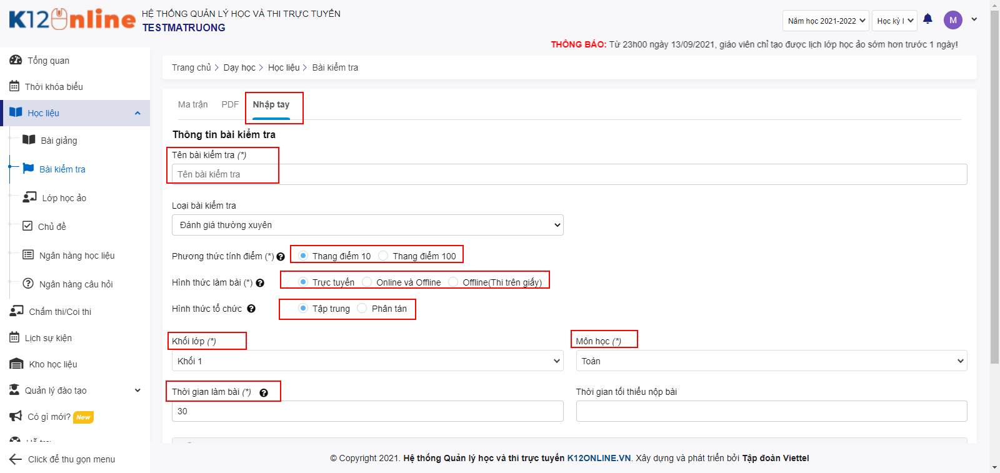 K12Online
HỆ THỐNG QUẢN LÝ HỌC VÀ THI TRỰC TUYẾN
TESTMATRUONG
Năm học 2021-2022
Học kỳ I
M
THÔNG BÁO: Từ 23h00 ngày 13/09/2021, giáo viên chỉ tạo được lịch lớp học ảo sớm hơn trước 1 ngày!
Tổng quan
Thời khóa biểu
Học liệu
Bài giảng
Bài kiểm tra
Lớp học ảo
Chủ đề
Ngân hàng học liệu
Ngân hàng câu hỏi
Chấm thi/Coi thi
Lịch sự kiện
Kho học liệu
Quản lý đào tạo
Có gì mới? New
Click để thu gọn menu
Trang chủ > Dạy học > Học liệu > Bài kiểm tra
Ma trận PDF Nhập tay
Thông tin bài kiểm tra
Tên bài kiểm tra (*)
Tên bài kiểm tra
Loại bài kiểm tra
Đánh giá thường xuyên
Phương thức tính điểm (*) Thang điểm 10 Thang điểm 100
Hình thức làm bài (*) Trực tuyến Online và Offline Offline(Thi trên giấy)
Hình thức tổ chức Tập trung Phân tán
Khối lớp (*) Môn học (*)
Khối 1 Toán
Thời gian làm bài (*) Thời gian tối thiểu nộp bài
30
© Copyright 2021. Hệ thống Quản lý học và thi trực tuyến K12ONLINE.VN. Xây dựng và phát triển bởi Tập đoàn Viettel